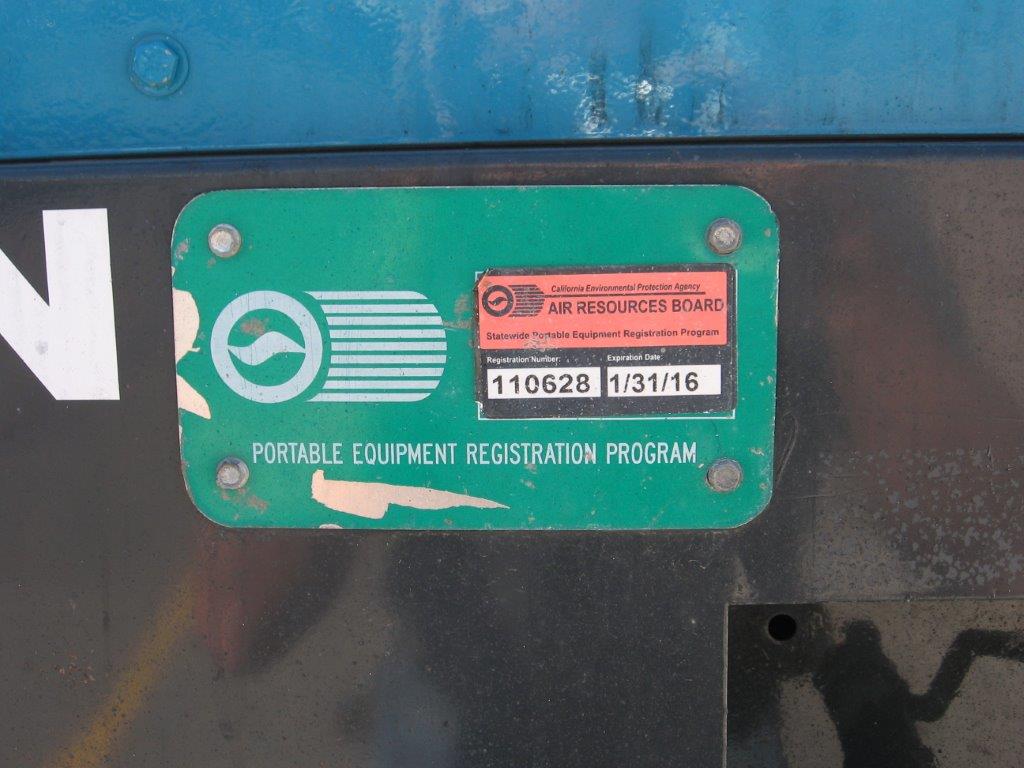 N
California Environmental Protection Agency
AIR RESOURCES BOARD
Statewide Portable Equipment Registration Program
Registration Number: Expiration Date:
110628 1/31/16
PORTABLE EQUIPMENT REGISTRATION PROGRAM